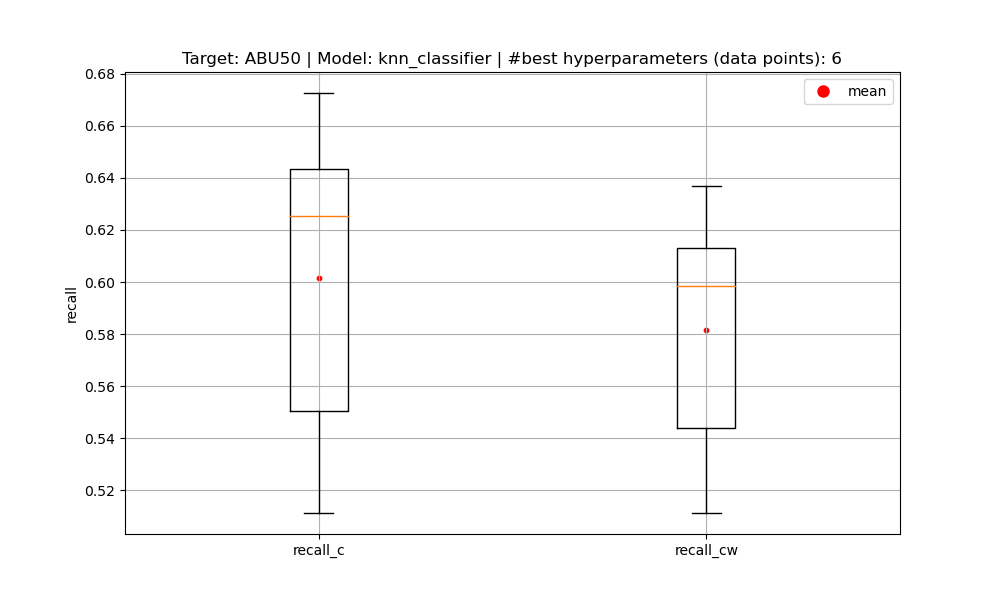 Target: ABU50 | Model: knn_classifier | #best hyperparameters (data points): 6
mean
0.68
0.66
0.64
0.62
0.60
0.58
0.56
0.54
0.52
recall
recall_c
recall_cw